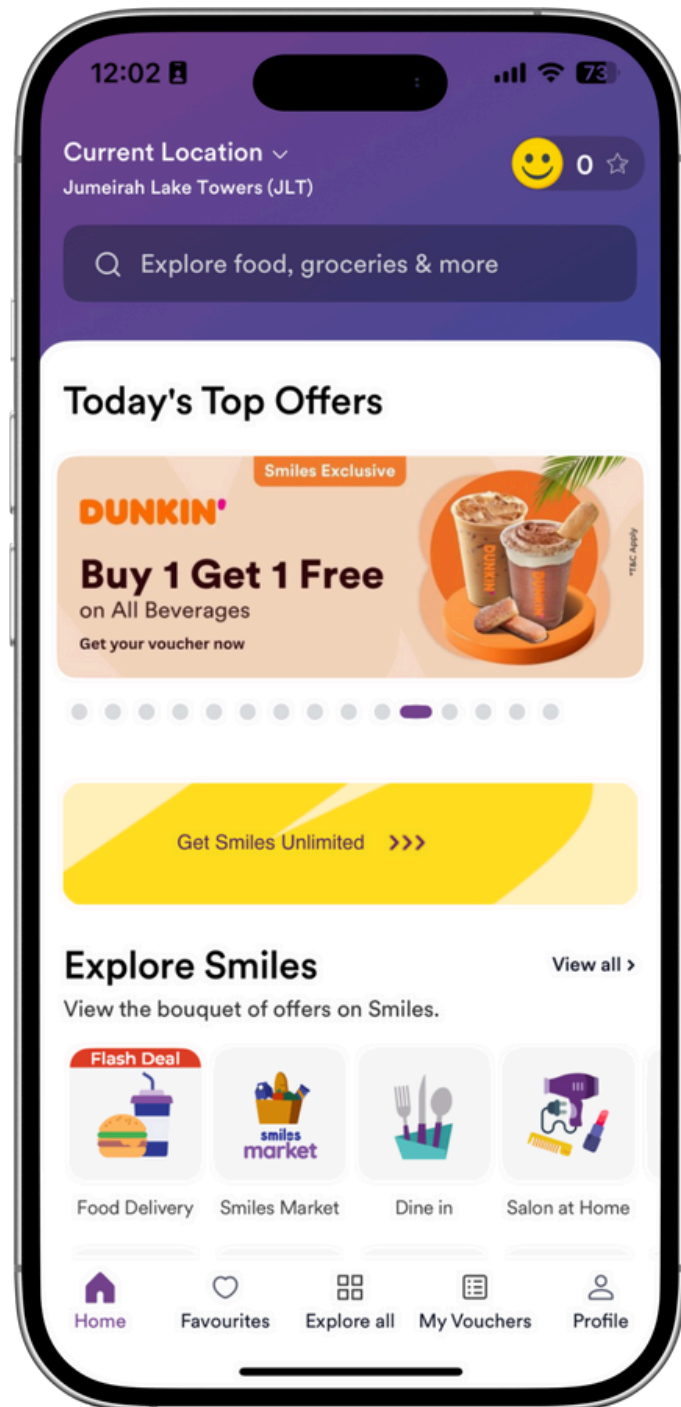 12:02
73
Current Location
Jumeirah Lake Towers (JLT)
0
Explore food, groceries & more
Today's Top Offers
Smiles Exclusive
DUNKIN'
Buy 1 Get 1 Free
on All Beverages
Get your voucher now
DUNKIN'
DUNKIN'
*T&C Apply
Get Smiles Unlimited >>>
Explore Smiles
View all >
View the bouquet of offers on Smiles.
Flash Deal
smiles
market
Food Delivery
Smiles Market
Dine in
Salon at Home
Home
Favourites
Explore all
My Vouchers
Profile